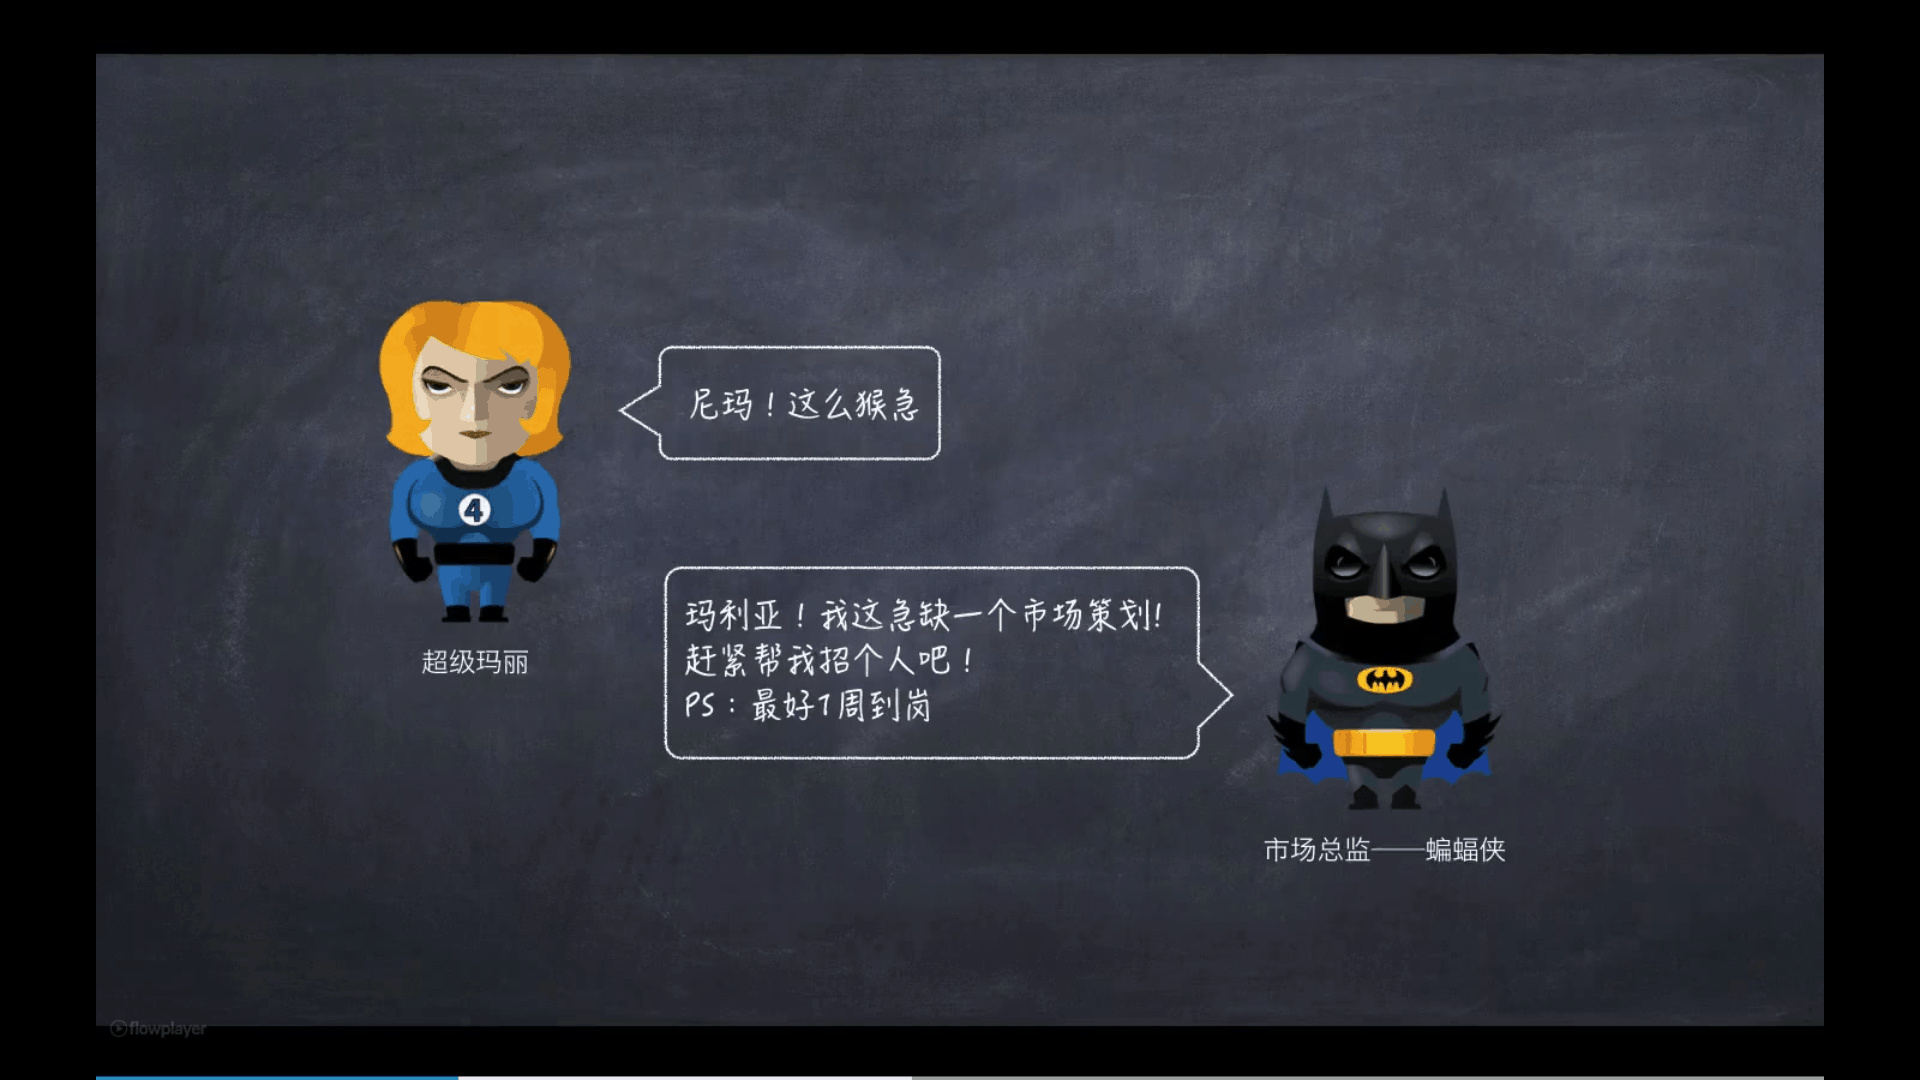 尼玛！这么猴急
4
超级玛丽
玛利亚！我这急缺一个市场策划!
赶紧帮我招个人吧！
PS：最好1周到岗
市场总监——蝙蝠侠
flowplayer